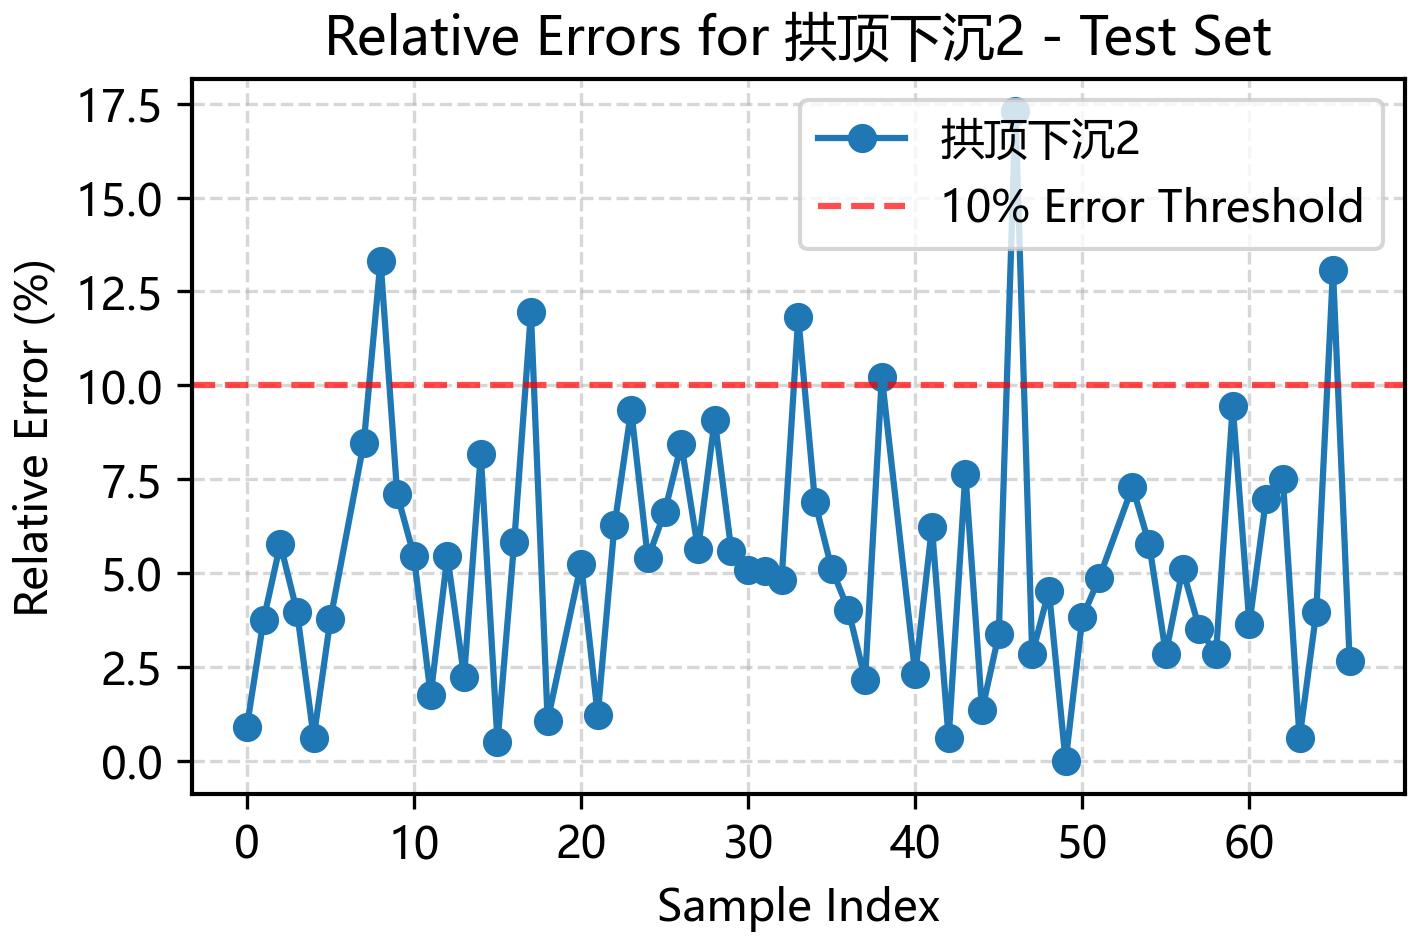 Relative Errors for 拱顶下沉2 - Test Set
17.5
15.0
12.5
10.0
7.5
5.0
2.5
0.0
Relative Error (%)
拱顶下沉2
10% Error Threshold
0 10 20 30 40 50 60
Sample Index